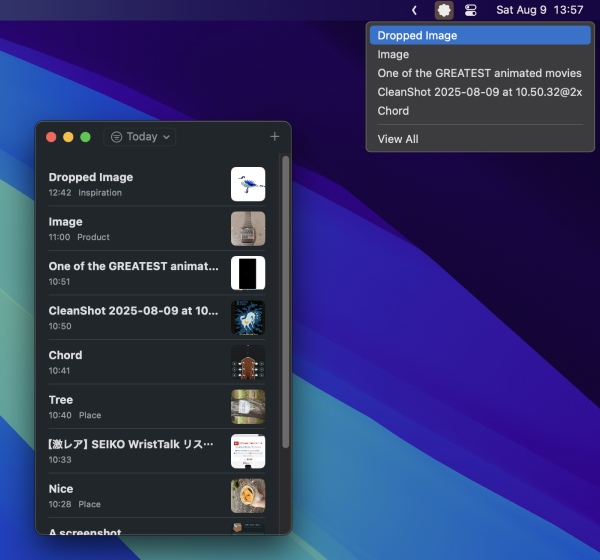 Sat Aug 9 13:57
Dropped Image
Image
One of the GREATEST animated movies
CleanShot 2025-08-09 at 10.50.32@2x
Chord
View All
Today
Dropped Image
12:42 Inspiration
Image
11:00 Product
One of the GREATEST animat...
10:51
CleanShot 2025-08-09 at 10...
10:50
Chord
10:41
Tree
10:40 Place
【激レア】SEIKO WristTalk リス…
10:33
Nice
10:28 Place
A screenshot